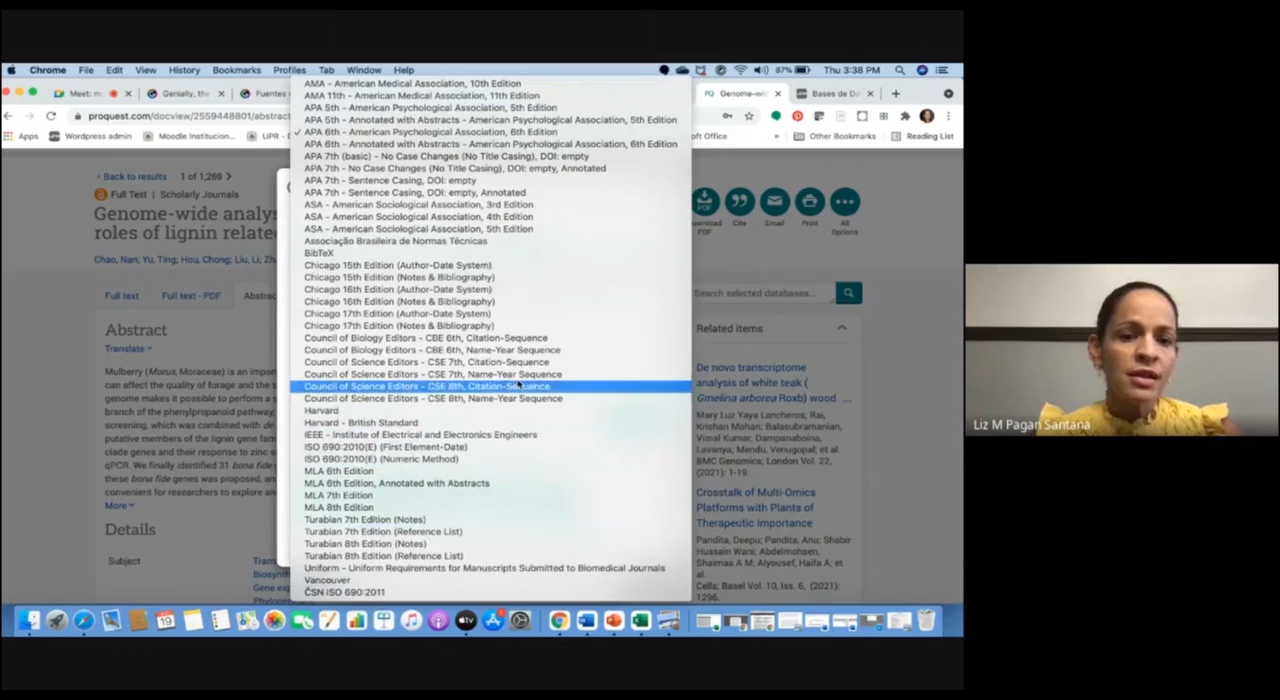 Chrome File Edit View History Bookmarks Profiles Tab Window Help 87% Thu 3:38 PM
Meet: Genially, the Fuentes Genome-wi Bases de Da
proquest.com/docview/2559448801/abstract
Apps Wordpress admin Moodle Institucion... UPR - Office Other Bookmarks Reading List
AMA - American Medical Association, 10th Edition
AMA 11th - American Medical Association, 11th Edition
APA 5th - American Psychological Association, 5th Edition
APA 5th - Annotated with Abstracts - American Psychological Association, 5th Edition
✓ APA 6th - American Psychological Association, 6th Edition
APA 6th - Annotated with Abstracts - American Psychological Association, 6th Edition
APA 7th (basic) - No Case Changes (No Title Casing), DOI: empty
APA 7th - No Case Changes (No Title Casing), DOI: empty, Annotated
APA 7th - Sentence Casing, DOI: empty
APA 7th - Sentence Casing, DOI: empty, Annotated
ASA - American Sociological Association, 3rd Edition
ASA - American Sociological Association, 4th Edition
ASA - American Sociological Association, 5th Edition
Associação Brasileira de Normas Técnicas
BibTeX
Chicago 15th Edition (Author-Date System)
Chicago 15th Edition (Notes & Bibliography)
Chicago 16th Edition (Author-Date System)
Chicago 16th Edition (Notes & Bibliography)
Chicago 17th Edition (Author-Date System)
Chicago 17th Edition (Notes & Bibliography)
Council of Biology Editors - CBE 6th, Citation-Sequence
Council of Biology Editors - CBE 6th, Name-Year Sequence
Council of Science Editors - CSE 7th, Citation-Sequence
Council of Science Editors - CSE 7th, Name-Year Sequence
Council of Science Editors - CSE 8th, Citation-Sequence
Council of Science Editors - CSE 8th, Name-Year Sequence
Harvard
Harvard - British Standard
IEEE - Institute of Electrical and Electronics Engineers
ISO 690:2010(E) (First Element-Date)
ISO 690:2010(E) (Numeric Method)
MLA 6th Edition
MLA 6th Edition, Annotated with Abstracts
MLA 7th Edition
MLA 8th Edition
Turabian 7th Edition (Notes)
Turabian 7th Edition (Reference List)
Turabian 8th Edition (Notes)
Turabian 8th Edition (Reference List)
Uniform - Uniform Requirements for Manuscripts Submitted to Biomedical Journals
Vancouver
ČSN ISO 690:2011
Back to results 1 of 1,269
Full Text | Scholarly Journals
Genome-wide analys
roles of lignin relate
Chao, Nan; Yu, Ting; Hou, Chong; Liu, Li; Zh
Full text Full text - PDF Abstrac
Abstract
Translate
Mulberry (Morus, Moraceae) is an
can affect the quality of forage and the s
genome makes it possible to perform a s
branch of the phenylpropanoid pathway.
screening, which was combined with de
putative members of the lignin gene fam
clade genes and their response to zinc s
qPCR. We finally identified 31 bona fide
these bona fide genes was proposed, an
convenient for researchers to explore an
More
Details
Subject Trans
Biosynth
Gene exp
Phylog
ownload PDF Cite Email Print All Options
Search selected databases...
Related items
De novo transcriptome
analysis of white teak (
Gmelina arborea Roxb) wood ...
Mary Luz Yaya Lancheros; Rai,
Krishan Mohan; Balasubramanian,
Vimal Kumar; Dampanaboina,
Lavanya; Mendu, Venugopal; et al.
BMC Genomics; London Vol. 22,
(2021): 1-19.
Crosstalk of Multi-Omics
Platforms with Plants of
Therapeutic Importance
Pandita, Deepu; Pandita, Anu; Shabir
Hussain Wani; Abdelmohsen,
Shaimaa A M; Alyousef, Haifa A; et
al.
Cells; Basel Vol. 10, Iss. 6, (2021):
1296.
19
Liz M Pagan Santana